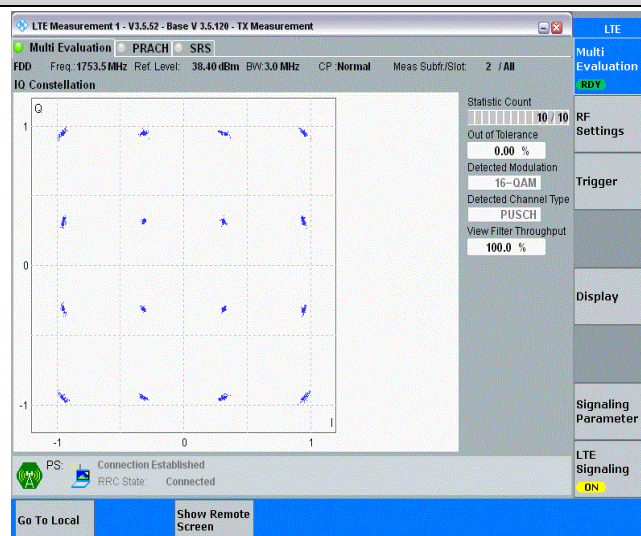 LTE Measurement 1 - V3.5.52 - Base V 3.5.120 - TX Measurement
LTE
Multi Evaluation PRACH SRS
Multi
Evaluation
RDY
FDD Freq.: 1753.5 MHz Ref. Level: 38.40 dBm BW: 3.0 MHz CP :Normal Meas Subfr./Slot: 2 / All
IQ Constellation
Q
1
0
-1
-1 0 1
I
Statistic Count
10 / 10
Out of Tolerance
0.00 %
Detected Modulation
16-QAM
Detected Channel Type
PUSCH
View Filter Throughput
100.0 %
RF
Settings
Trigger
Display
Signaling
Parameter
LTE
Signaling
ON
PS: Connection Established
RRC State: Connected
Go To Local
Show Remote
Screen